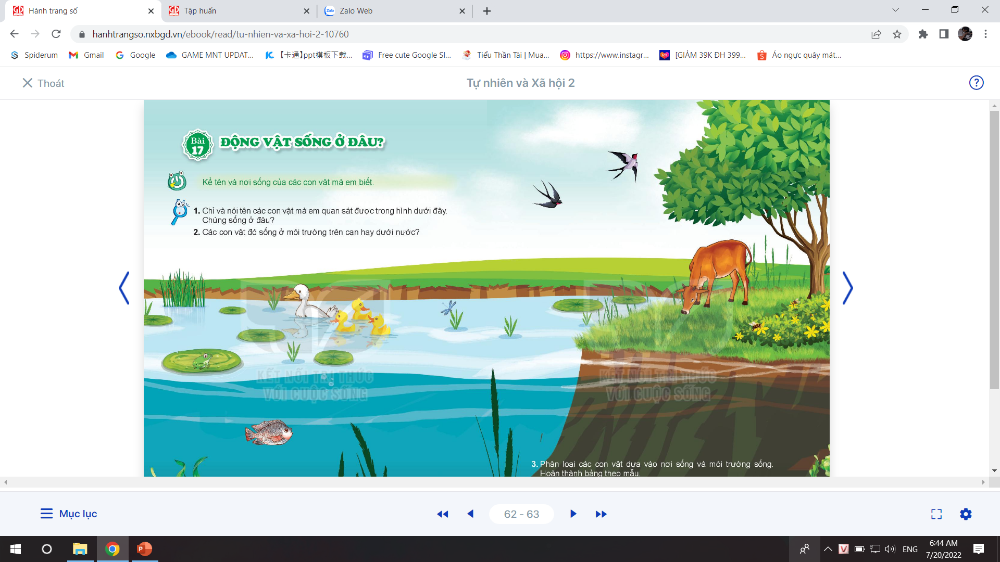 Hành trang số
Tập huấn
Zalo Web
hanhtrangso.nxbgd.vn/ebook/read/tu-nhien-va-xa-hoi-2-10760
Spiderum
Gmail
Google
GAME MNT UPDAT...
【卡通】ppt模板下载...
Free cute Google Sl...
Tiểu Thần Tài | Mua...
https://www.instagr...
[GIẢM 39K ĐH 399...
Áo ngực quây mát...
Thoát
Tự nhiên và Xã hội 2
Bài
17
ĐỘNG VẬT SỐNG Ở ĐÂU?
Kể tên và nơi sống của các con vật mà em biết.
1. Chỉ và nói tên các con vật mà em quan sát được trong hình dưới đây.
Chúng sống ở đâu?
2. Các con vật đó sống ở môi trường trên cạn hay dưới nước?
KẾT NỐI TRI THỨC
VỚI CUỘC SỐNG
KẾT NỐI TRI THỨC
VỚI CUỘC SỐNG
3. Phân loại các con vật dựa vào nơi sống và môi trường sống.
Hoàn thành bảng theo mẫu.
Mục lục
62 - 63
ENG
6:44 AM
7/20/2022